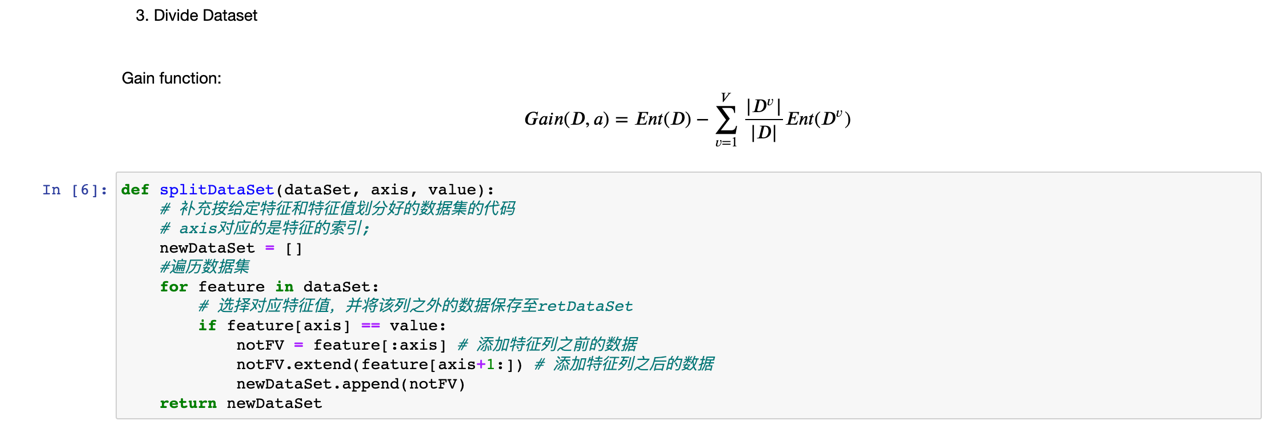 3. Divide Dataset
Gain function:
Gain(D, a) = Ent(D) − ∑_{v=1}^{V} |D^v| / |D| Ent(D^v)
In [6]: def splitDataSet(dataSet, axis, value):
    # 补充按给定特征和特征值划分好的数据集的代码
    # axis对应的是特征的索引;
    newDataSet = []
    #遍历数据集
    for feature in dataSet:
        # 选择对应特征值，并将该列之外的数据保存至retDataSet
        if feature[axis] == value:
            notFV = feature[:axis] # 添加特征列之前的数据
            notFV.extend(feature[axis+1:]) # 添加特征列之后的数据
            newDataSet.append(notFV)
    return newDataSet